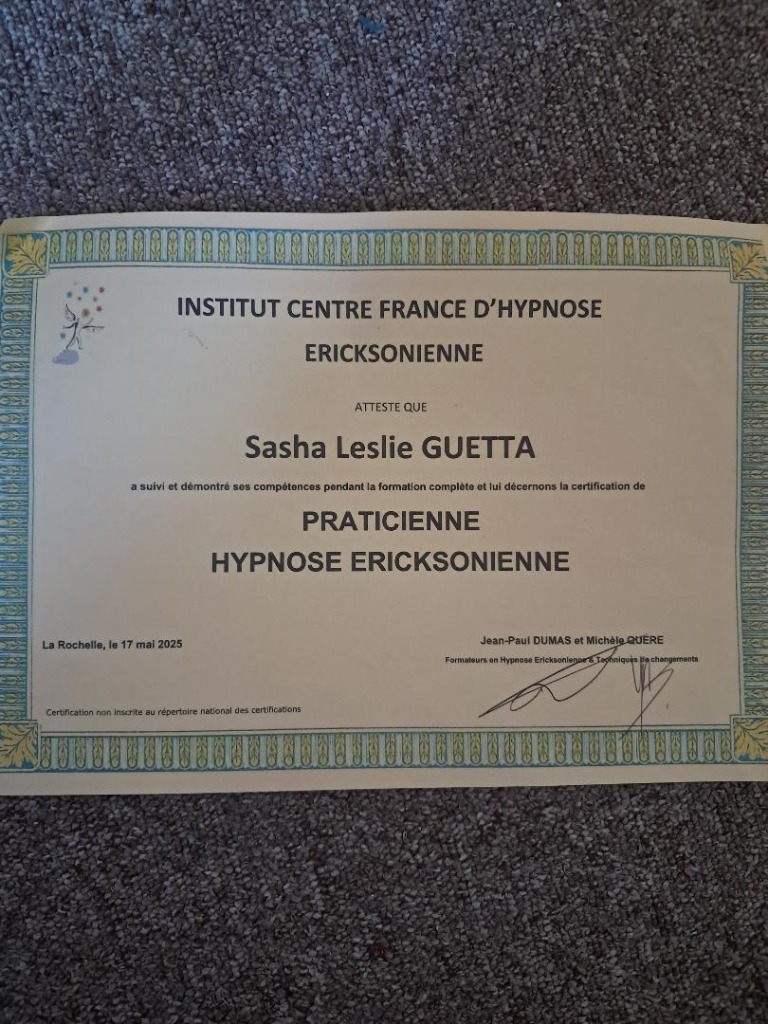 INSTITUT CENTRE FRANCE D'HYPNOSE
ERICKSONIENNE
ATTESTE QUE
Sasha Leslie GUETTA
a suivi et démontré ses compétences pendant la formation complète et lui décernons la certification de
PRATICIENNE
HYPNOSE ERICKSONIENNE
La Rochelle, le 17 mai 2025
Jean-Paul DUMAS et Michèle QUERE
Formateurs en Hypnose Ericksonienne & Techniques de changements
Certification non inscrite au répertoire national des certifications